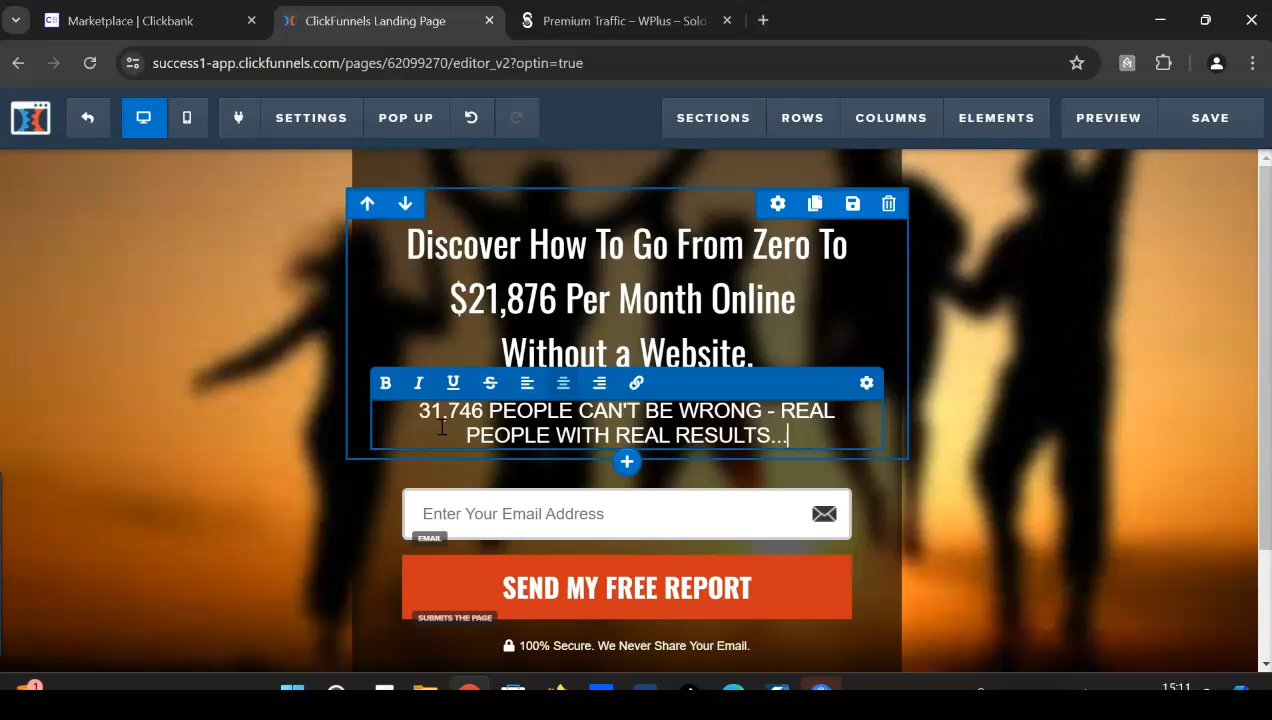 Marketplace | Clickbank
ClickFunnels Landing Page
Premium Traffic – WPlus – Solo
success1-app.clickfunnels.com/pages/62099270/editor_v2?optin=true
SETTINGS
POP UP
SECTIONS
ROWS
COLUMNS
ELEMENTS
PREVIEW
SAVE
Discover How To Go From Zero To
$21,876 Per Month Online
Without a Website.
B I U S
31,746 PEOPLE CAN'T BE WRONG - REAL
PEOPLE WITH REAL RESULTS...
Enter Your Email Address
EMAIL
SEND MY FREE REPORT
SUBMITS THE PAGE
100% Secure. We Never Share Your Email.
1
15:11